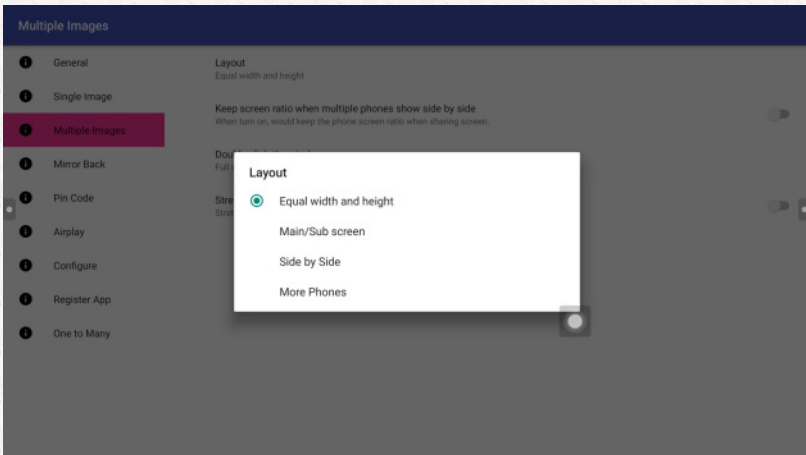 Multiple Images
General
Single Image
Multiple Images
Mirror Back
Pin Code
Airplay
Configure
Register App
One to Many
Layout
Equal width and height
Keep screen ratio when multiple phones show side by side
When turn on, would keep the phone screen ratio when sharing screen.
Layout
Equal width and height
Main/Sub screen
Side by Side
More Phones